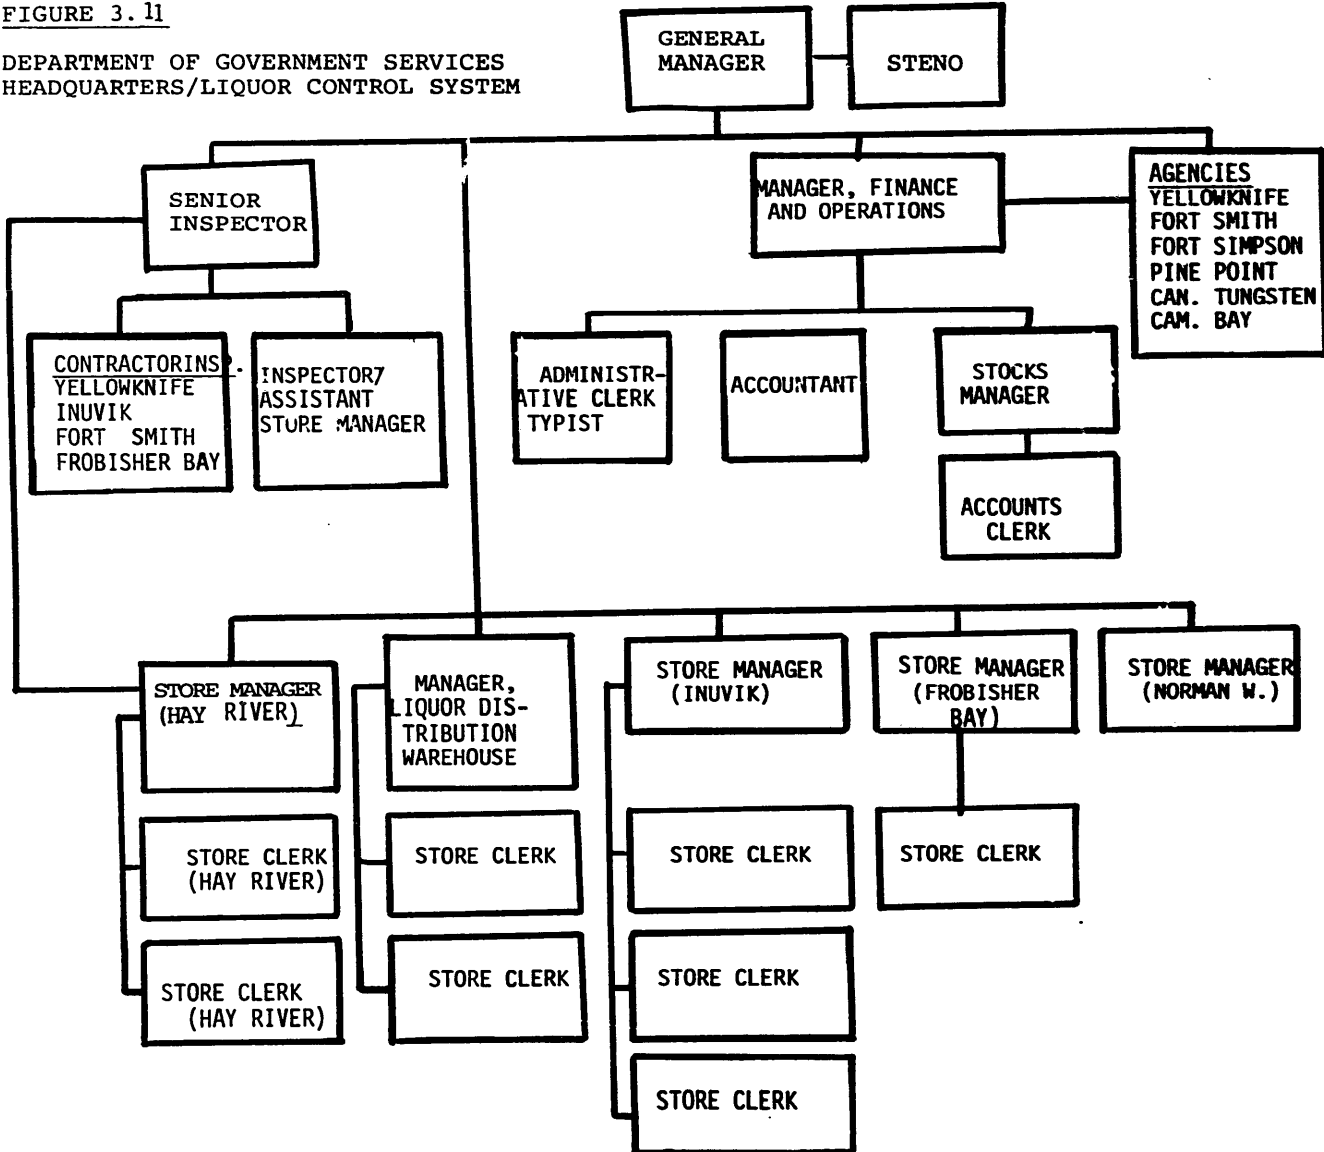 FIGURE 3.11
DEPARTMENT OF GOVERNMENT SERVICES
HEADQUARTERS/LIQUOR CONTROL SYSTEM
GENERAL
MANAGER
STENO
SENIOR
INSPECTOR
MANAGER, FINANCE
AND OPERATIONS
AGENCIES
YELLOWKNIFE
FORT SMITH
FORT SIMPSON
PINE POINT
CAN. TUNGSTEN
CAM. BAY
CONTRACTORINSP.
YELLOWKNIFE
INUVIK
FORT SMITH
FROBISHER BAY
INSPECTOR/
ASSISTANT
STORE MANAGER
ADMINISTR-
ATIVE CLERK
TYPIST
ACCOUNTANT
STOCKS
MANAGER
ACCOUNTS
CLERK
STORE MANAGER
(HAY RIVER)
MANAGER,
LIQUOR DIS-
TRIBUTION
WAREHOUSE
STORE MANAGER
(INUVIK)
STORE MANAGER
(FROBISHER
BAY)
STORE MANAGER
(NORMAN W.)
STORE CLERK
(HAY RIVER)
STORE CLERK
STORE CLERK
STORE CLERK
STORE CLERK
(HAY RIVER)
STORE CLERK
STORE CLERK
STORE CLERK